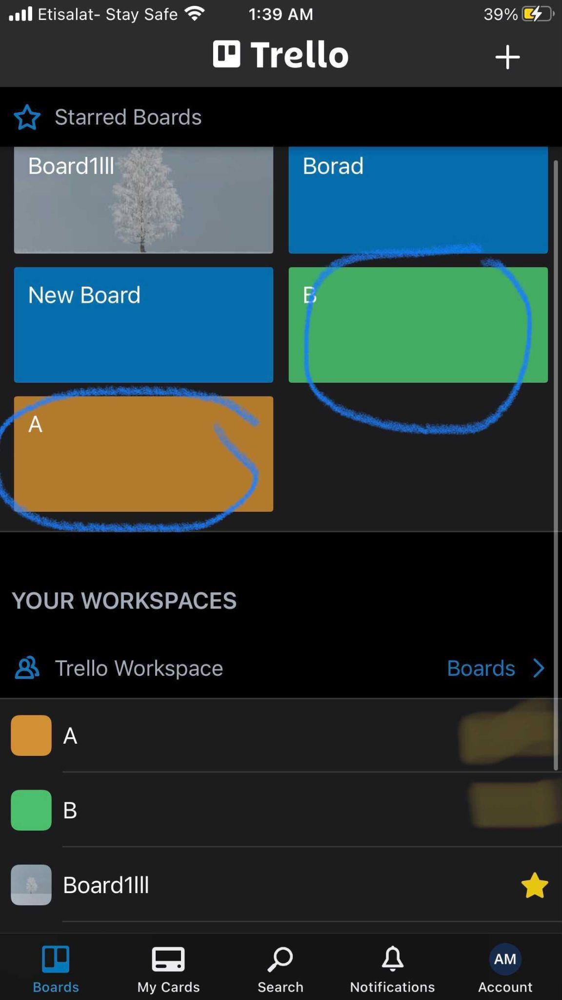 Etisalat- Stay Safe 1:39 AM 39%
Trello
Starred Boards
Board1lll Borad
New Board B
A
YOUR WORKSPACES
Trello Workspace Boards
A
B
Board1lll
Boards My Cards Search Notifications AM Account